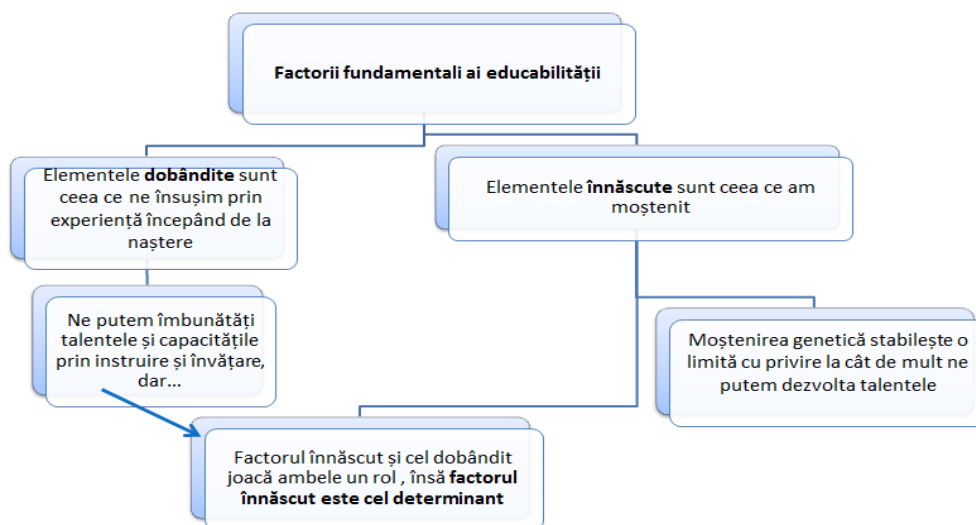 Factorii fundamentali ai educabilității
Elementele dobândite sunt
ceea ce ne însușim prin
experiență începând de la
naștere
Elementele înnăscute sunt ceea ce am
moștenit
Ne putem îmbunătăți
talentele și capacitățile
prin instruire și învățare,
dar...
Moștenirea genetică stabilește o
limită cu privire la cât de mult ne
putem dezvolta talentele
Factorul înnăscut și cel dobândit
joacă ambele un rol , însă factorul
înnăscut este cel determinant